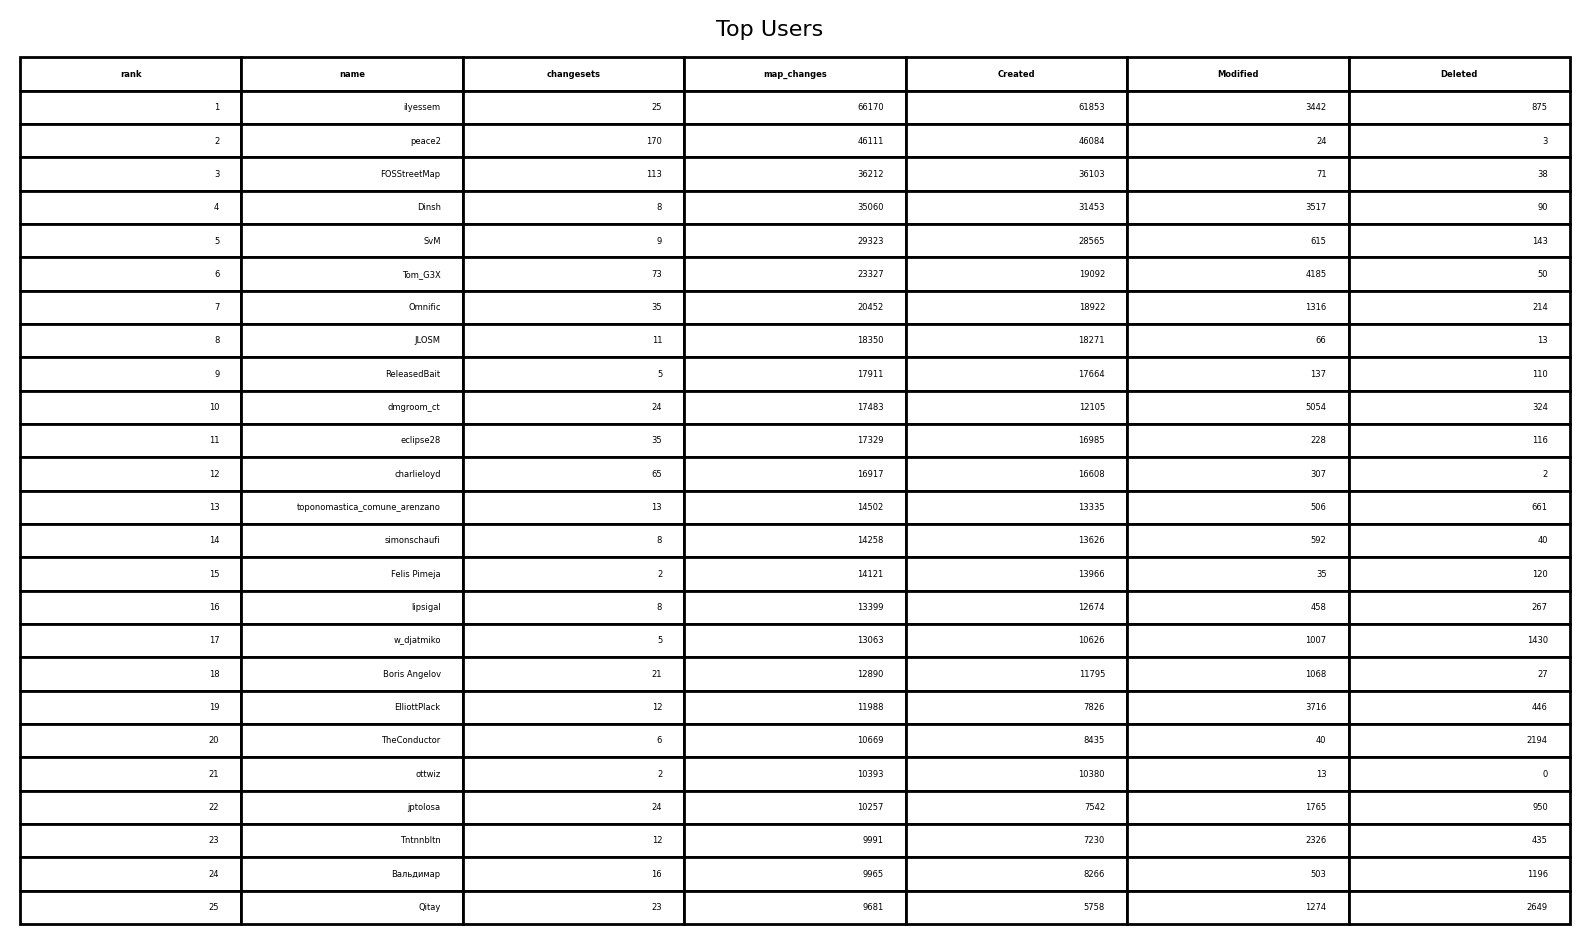 Top Users
rank name changesets map_changes Created Modified Deleted
1 ilyessem 25 66170 61853 3442 875
2 peace2 170 46111 46084 24 3
3 FOSStreetMap 113 36212 36103 71 38
4 Dinsh 8 35060 31453 3517 90
5 SvM 9 29323 28565 615 143
6 Tom_G3X 73 23327 19092 4185 50
7 Omnific 35 20452 18922 1316 214
8 JLOSM 11 18350 18271 66 13
9 ReleasedBait 5 17911 17664 137 110
10 dmgroom_ct 24 17483 12105 5054 324
11 eclipse28 35 17329 16985 228 116
12 charlieloyd 65 16917 16608 307 2
13 toponomastica_comune_arenzano 13 14502 13335 506 661
14 simonschaufi 8 14258 13626 592 40
15 Felis Pimeja 2 14121 13966 35 120
16 lipsigal 8 13399 12674 458 267
17 w_djatmiko 5 13063 10626 1007 1430
18 Boris Angelov 21 12890 11795 1068 27
19 ElliottPlack 12 11988 7826 3716 446
20 TheConductor 6 10669 8435 40 2194
21 ottwiz 2 10393 10380 13 0
22 jptolosa 24 10257 7542 1765 950
23 Tntnnbltn 12 9991 7230 2326 435
24 Вальдимар 16 9965 8266 503 1196
25 Qitay 23 9681 5758 1274 2649